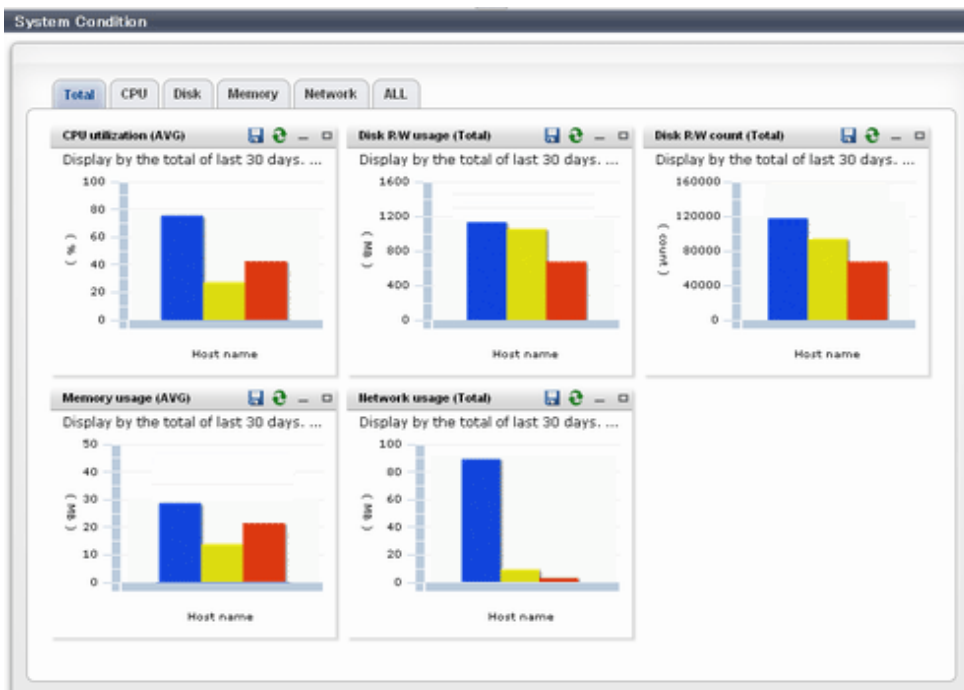 System Condition
Total CPU Disk Memory Network ALL
CPU utilization (AVG)
Display by the total of last 30 days. ...
100
80
60
40
20
0
( % )
Host name
Disk R.W usage (Total)
Display by the total of last 30 days. ...
1600
1200
800
400
0
( MB )
Host name
Disk R.W count (Total)
Display by the total of last 30 days. ...
160000
120000
80000
40000
0
( count )
Host name
Memory usage (AVG)
Display by the total of last 30 days. ...
50
40
30
20
10
0
( MB )
Host name
Network usage (Total)
Display by the total of last 30 days. ...
100
80
60
40
20
0
( MB )
Host name